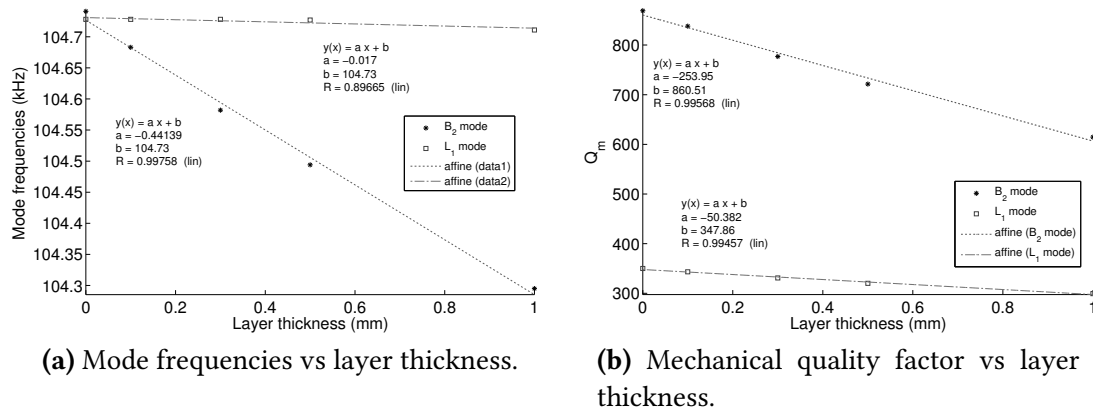 104.7
104.65
104.6
104.55
104.5
104.45
104.4
104.35
104.3
Mode frequencies (kHz)
0
0.2
0.4
0.6
0.8
1
Layer thickness (mm)
y(x) = a x + b
a = −0.017
b = 104.73
R = 0.89665 (lin)
y(x) = a x + b
a = −0.44139
b = 104.73
R = 0.99758 (lin)
B₂ mode
L₁ mode
affine (data1)
affine (data2)
(a) Mode frequencies vs layer thickness.
800
700
600
500
400
300
Qₘ
0
0.2
0.4
0.6
0.8
1
Layer thickness (mm)
y(x) = a x + b
a = −253.95
b = 860.51
R = 0.99568 (lin)
y(x) = a x + b
a = −50.382
b = 347.86
R = 0.99457 (lin)
B₂ mode
L₁ mode
affine (B₂ mode)
affine (L₁ mode)
(b) Mechanical quality factor vs layer
thickness.